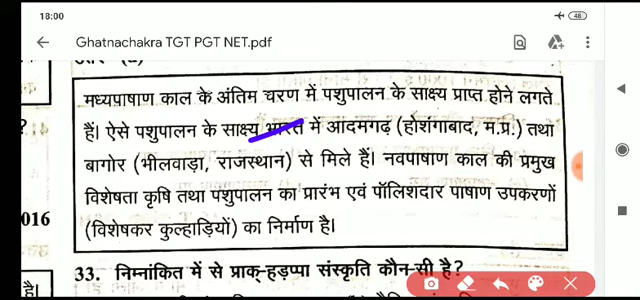 18:00
48
Ghatnachakra TGT PGT NET.pdf
मध्यपाषाण काल के अंतिम चरण में पशुपालन के साक्ष्य प्राप्त होने लगते
हैं। ऐसे पशुपालन के साक्ष्य भारत में आदमगढ़ (होशंगाबाद, म.प्र.) तथा
बागोर (भीलवाड़ा, राजस्थान) से मिले हैं। नवपाषाण काल की प्रमुख
विशेषता कृषि तथा पशुपालन का प्रारंभ एवं पॉलिशदार पाषाण उपकरणों
016
(विशेषकर कुल्हाड़ियों) का निर्माण है।
है।
33. निम्नांकित में से प्राक्-हड़प्पा संस्कृति कौन-सी है?